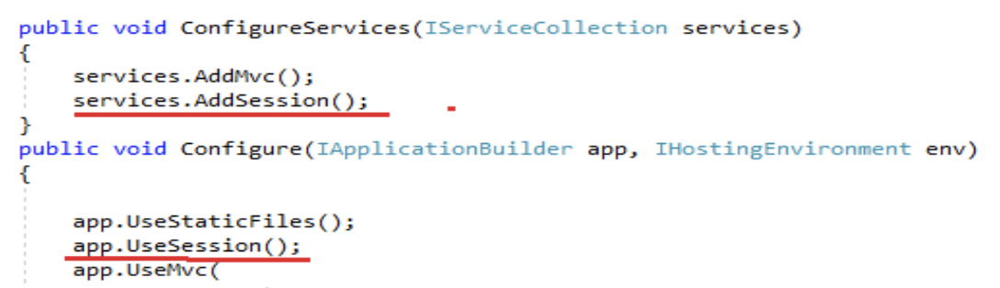 public void ConfigureServices(IServiceCollection services)
{
services.AddMvc();
services.AddSession();
}
public void Configure(IApplicationBuilder app, IHostingEnvironment env)
{
app.UseStaticFiles();
app.UseSession();
app.UseMvc(